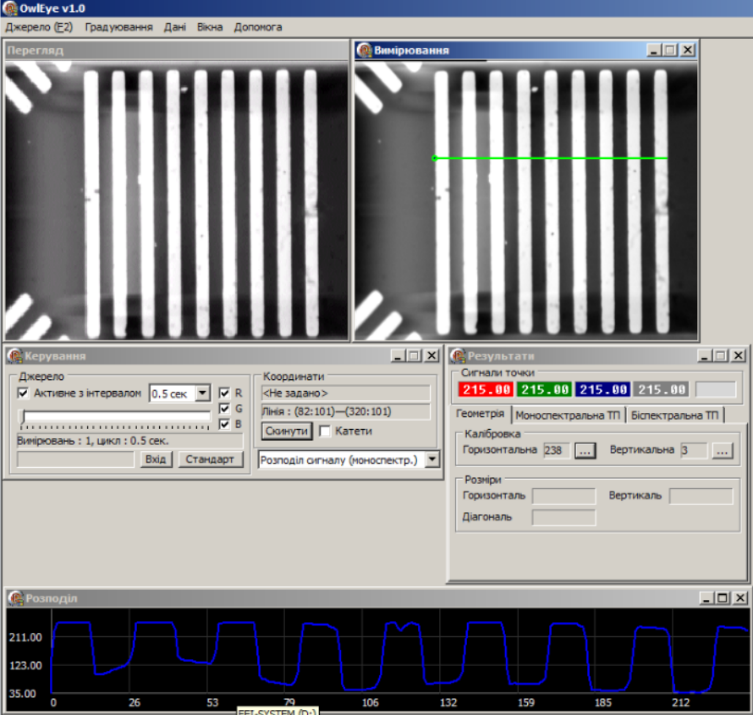 OwlEye v1.0
Джерело (F2) Градуювання Дані Вікна Допомога
Перегляд
Вимірювання
Керування
Джерело
Активне з інтервалом 0.5 сек
R
G
B
Вимірювань : 1, цикл : 0.5 сек.
Вхід Стандарт
Координати
<Не задано>
Лінія : (82:101)—(320:101)
Скинути Катети
Розподіл сигналу (моноспектр.)
Результати
Сигнали точки
215.00 215.00 215.00 215.00
Геометрія Моноспектральна ТП Біспектральна ТП
Калібровка
Горизонтальна 238 ... Вертикальна 3 ...
Розміри
Горизонталь Вертикаль
Діагональ
Розподіл
211.00
123.00
35.00
0 26 53 79 106 132 159 185 212
FEI-SYSTEM (D:)